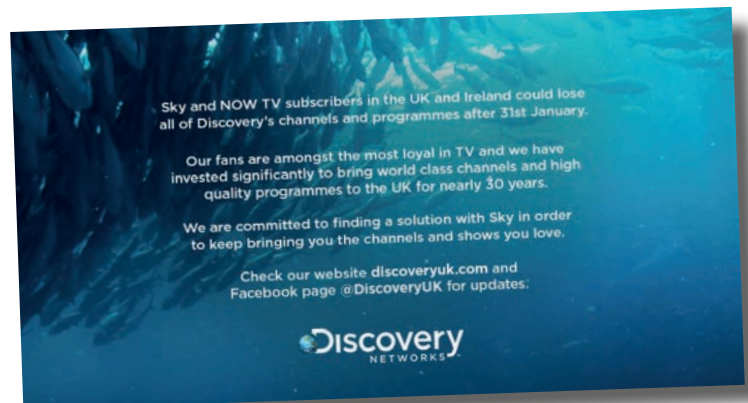 Sky and NOW TV subscribers in the UK and Ireland could lose
all of Discovery's channels and programmes after 31st January.
Our fans are amongst the most loyal in TV and we have
invested significantly to bring world class channels and high
quality programmes to the UK for nearly 30 years.
We are committed to finding a solution with Sky in order
to keep bringing you the channels and shows you love.
Check our website discoveryuk.com and
Facebook page @DiscoveryUK for updates.
Discovery
NETWORKS™